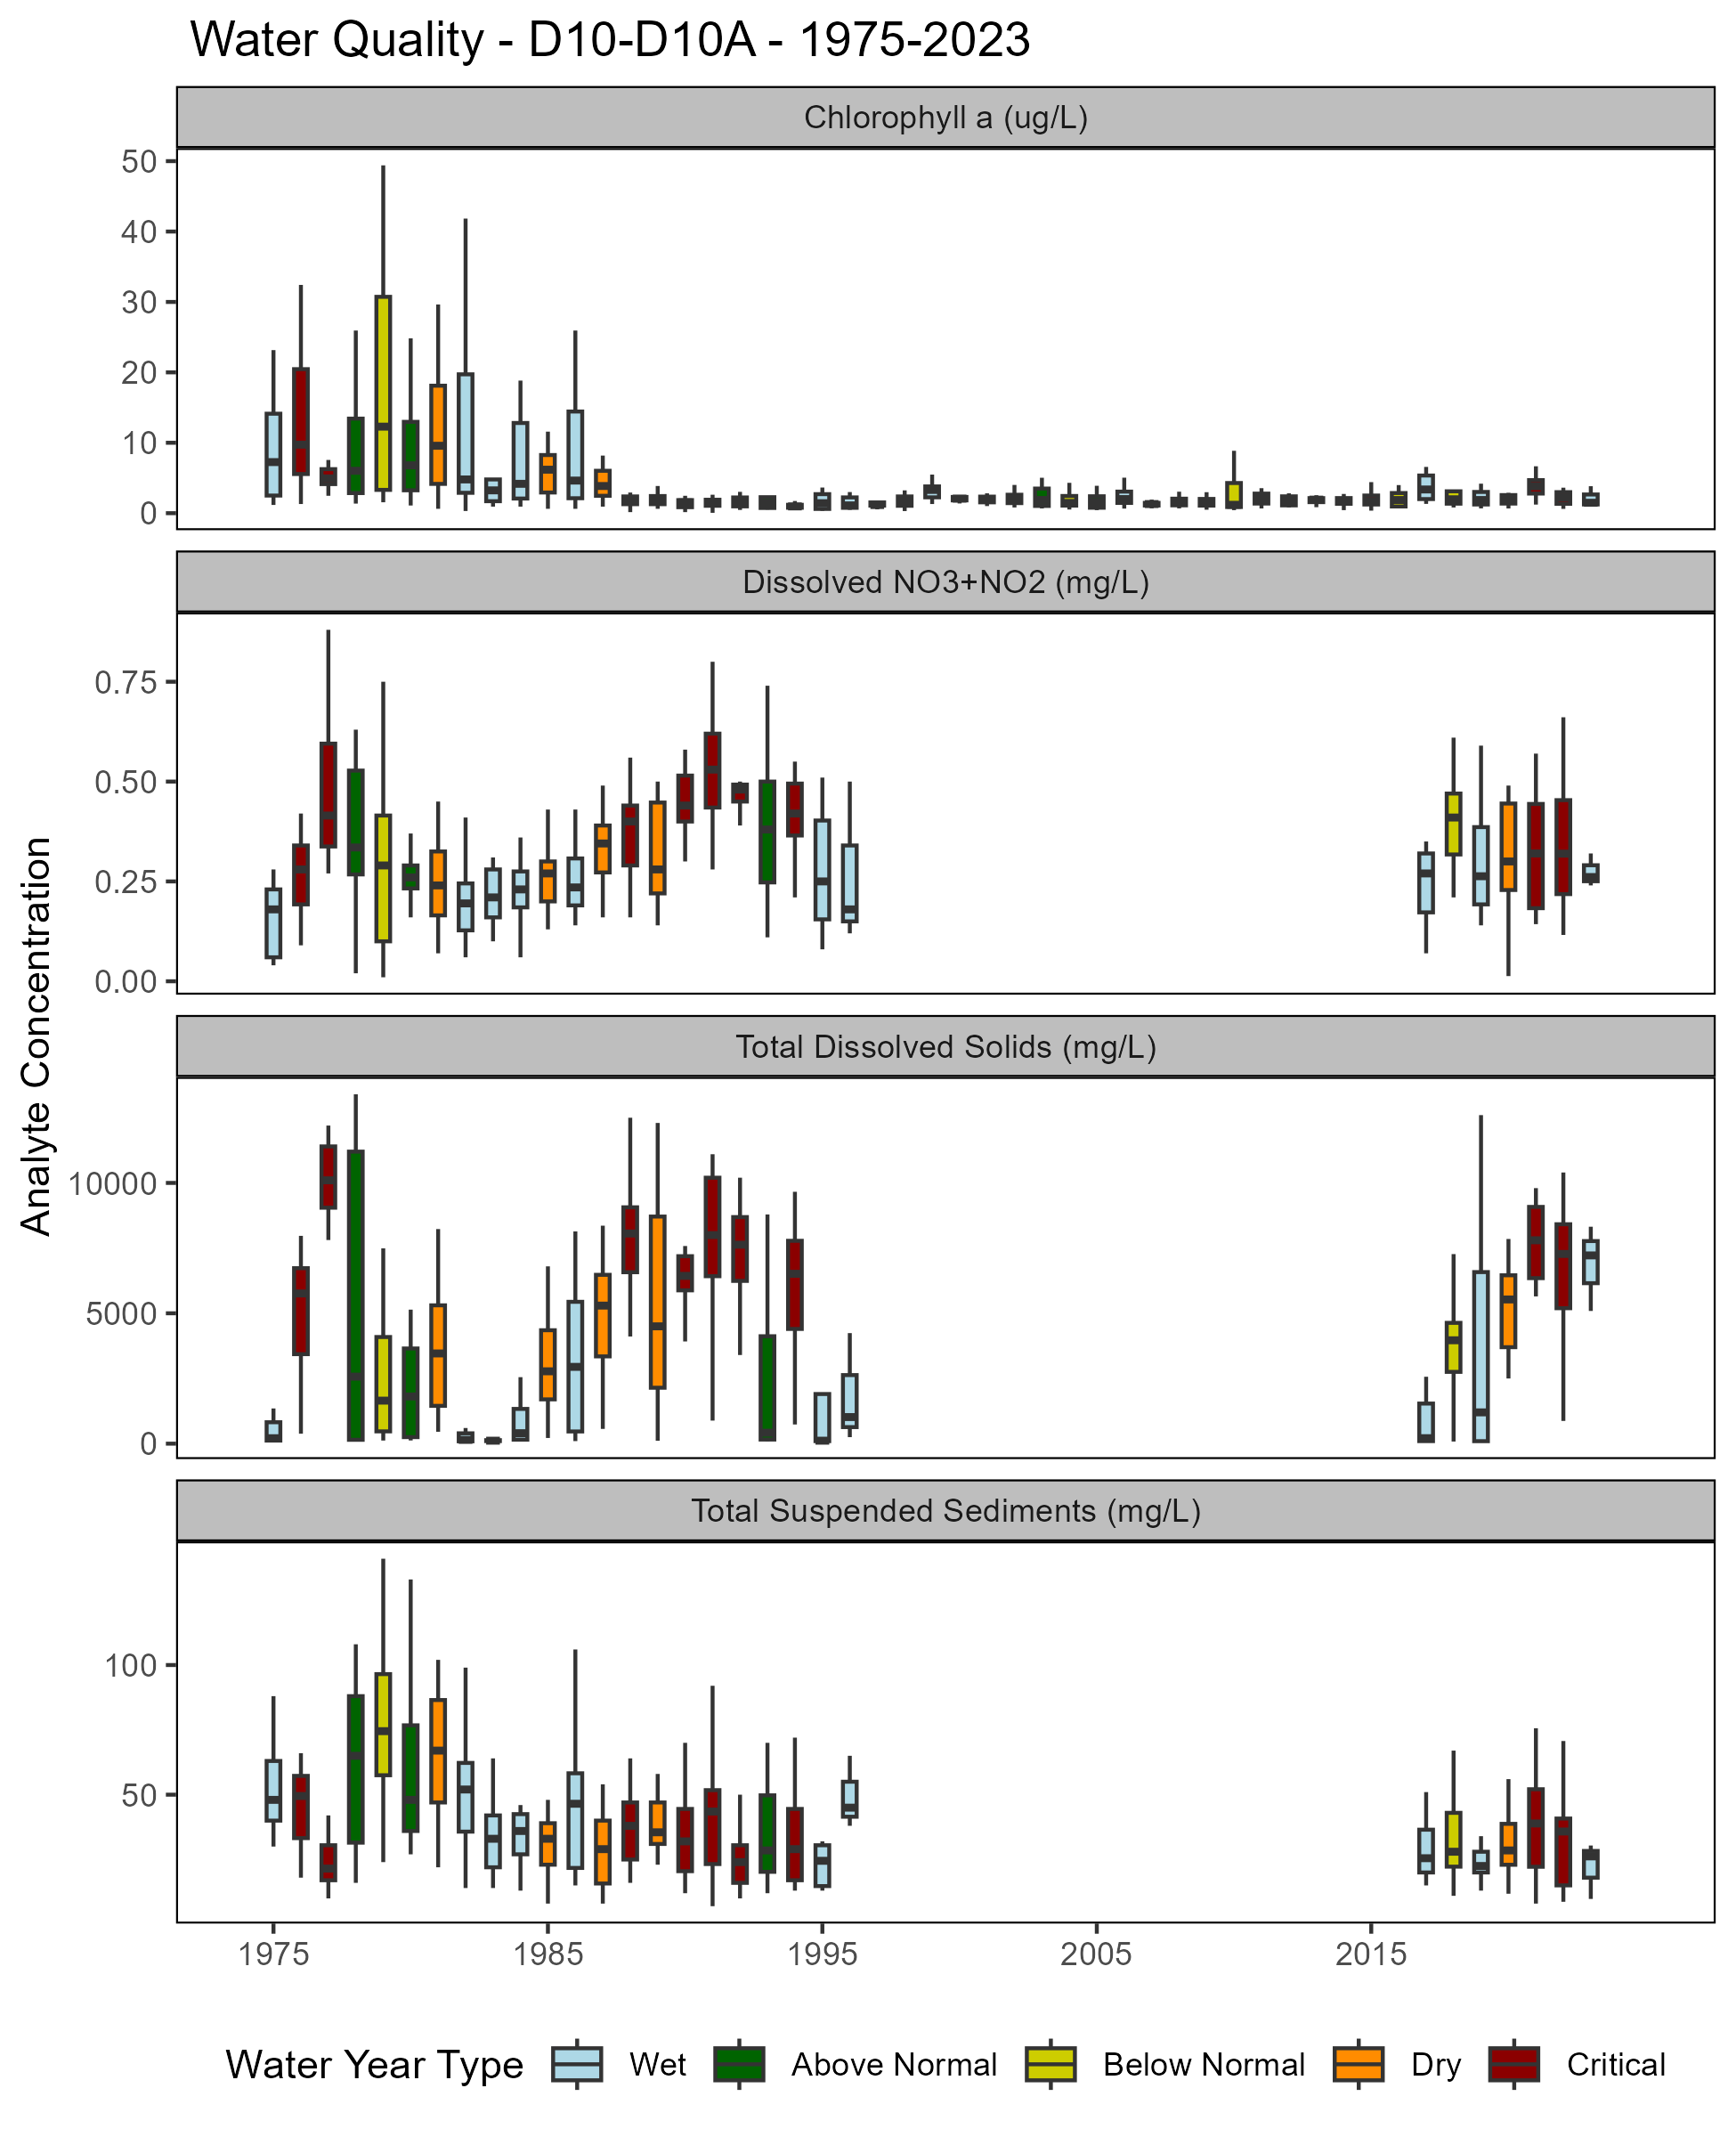 Water Quality - D10-D10A - 1975-2023
Chlorophyll a (ug/L)
50
40
30
20
10
0
Dissolved NO3+NO2 (mg/L)
0.75
0.50
0.25
0.00
Analyte Concentration
Total Dissolved Solids (mg/L)
10000
5000
0
Total Suspended Sediments (mg/L)
100
50
1975 1985 1995 2005 2015
Water Year Type Wet Above Normal Below Normal Dry Critical